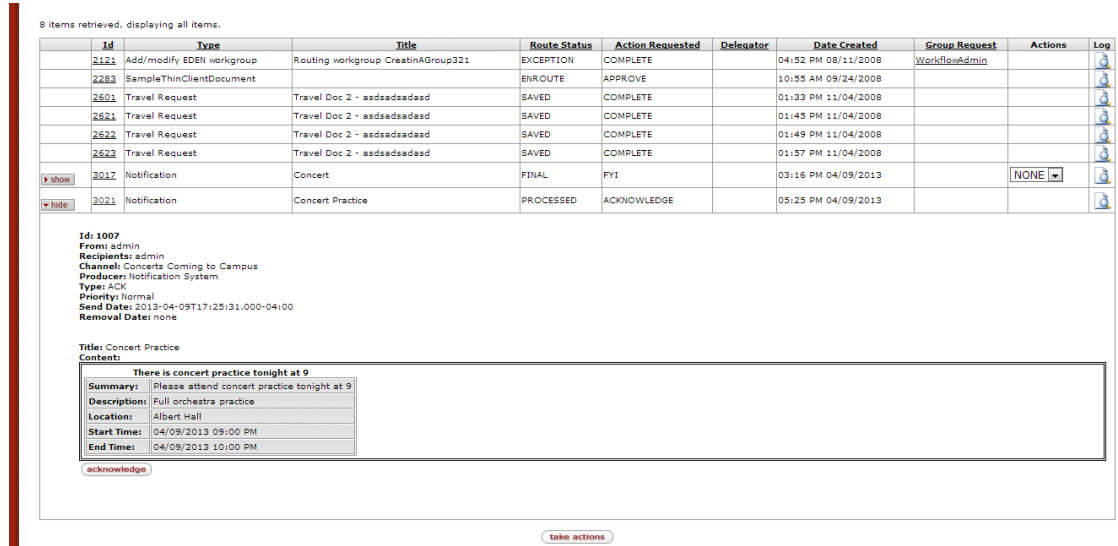 8 items retrieved, displaying all items.
Id Type Title Route Status Action Requested Delegator Date Created Group Request Actions Log
2121 Add/modify EDEN workgroup Routing workgroup CreatinAGroup321 EXCEPTION COMPLETE 04:52 PM 08/11/2008 WorkflowAdmin
2283 SampleThinClientDocument ENROUTE APPROVE 10:55 AM 09/24/2008
2601 Travel Request Travel Doc 2 - asdsadsadasd SAVED COMPLETE 01:33 PM 11/04/2008
2621 Travel Request Travel Doc 2 - asdsadsadasd SAVED COMPLETE 01:45 PM 11/04/2008
2622 Travel Request Travel Doc 2 - asdsadsadasd SAVED COMPLETE 01:49 PM 11/04/2008
2623 Travel Request Travel Doc 2 - asdsadsadasd SAVED COMPLETE 01:57 PM 11/04/2008
show 3017 Notification Concert FINAL FYI 03:16 PM 04/09/2013 NONE
hide 3021 Notification Concert Practice PROCESSED ACKNOWLEDGE 05:25 PM 04/09/2013
Id: 1007
From: admin
Recipients: admin
Channel: Concerts Coming to Campus
Producer: Notification System
Type: ACK
Priority: Normal
Send Date: 2013-04-09T17:25:31.000-04:00
Removal Date: none
Title: Concert Practice
Content:
There is concert practice tonight at 9
Summary: Please attend concert practice tonight at 9
Description: Full orchestra practice
Location: Albert Hall
Start Time: 04/09/2013 09:00 PM
End Time: 04/09/2013 10:00 PM
acknowledge
take actions